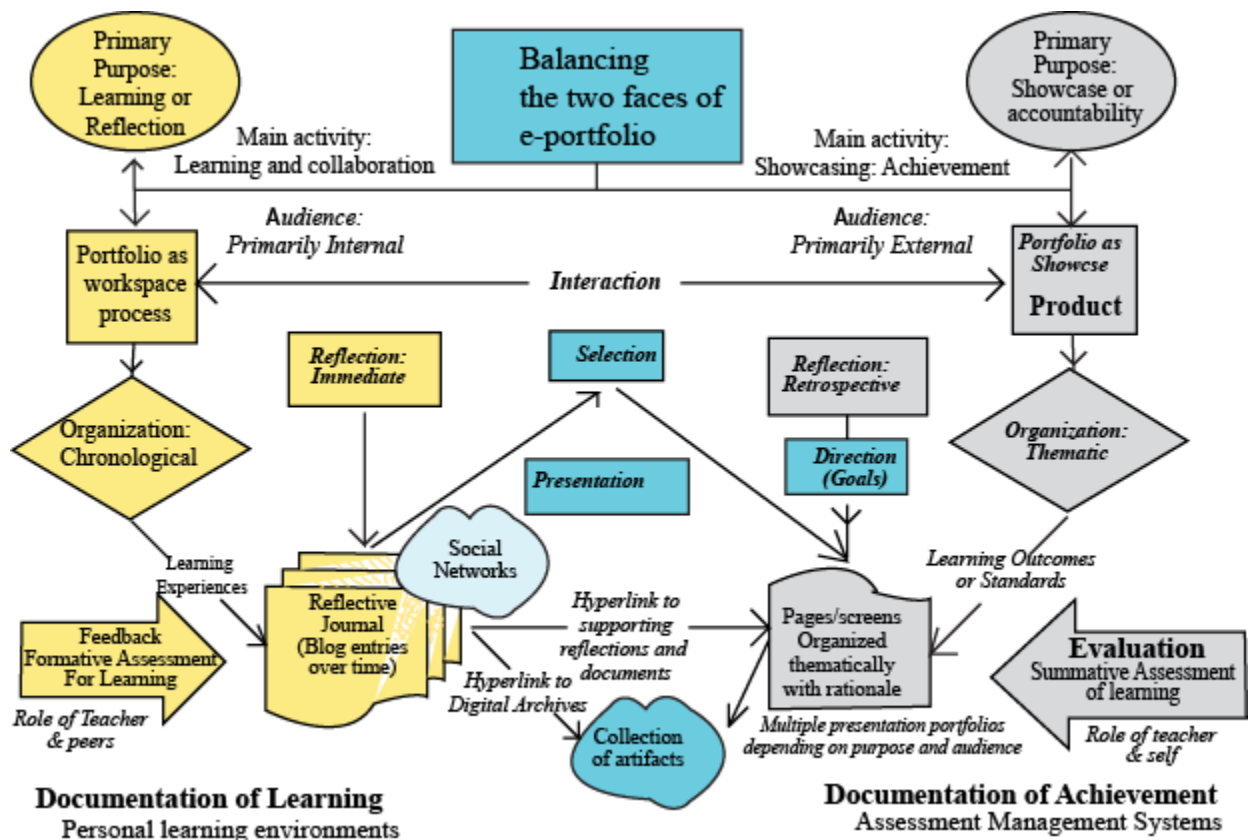 Primary
Purpose:
Learning or
Reflection
Balancing
the two faces of
e-portfolio
Primary
Purpose:
Showcase or
accountability
Main activity:
Learning and collaboration
Main activity:
Showcasing: Achievement
Audience:
Primarily Internal
Audience:
Primarily External
Portfolio as
workspace
process
Interaction
Portfolio as
Showcse
Product
Reflection:
Immediate
Selection
Reflection:
Retrospective
Organization:
Chronological
Presentation
Direction
(Goals)
Organization:
Thematic
Learning
Experiences
Social
Networks
Learning Outcomes
or Standards
Feedback
Formative Assessment
For Learning
Role of Teacher
& peers
Reflective
Journal
(Blog entries
over time)
Hyperlink to
supporting
reflections and
documents
Hyperlink to
Digital Archives
Pages/screens
Organized
thematically
with rationale
Evaluation
Summative Assessment
of learning
Role of teacher
& self
Collection
of artifacts
Multiple presentation portfolios
depending on purpose and audience
Documentation of Learning
Personal learning environments
Documentation of Achievement
Assessment Management Systems